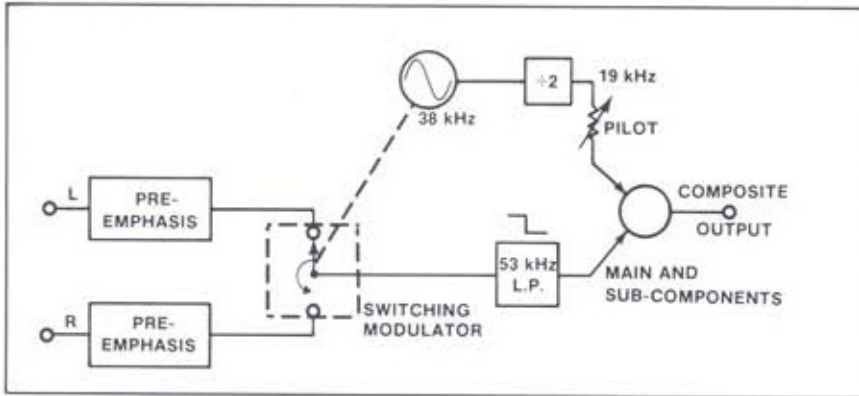 38 kHz
÷2
19 kHz
PILOT
L
PRE-
EMPHASIS
COMPOSITE
OUTPUT
53 kHz
L.P.
MAIN AND
SUB-COMPONENTS
SWITCHING
MODULATOR
R
PRE-
EMPHASIS